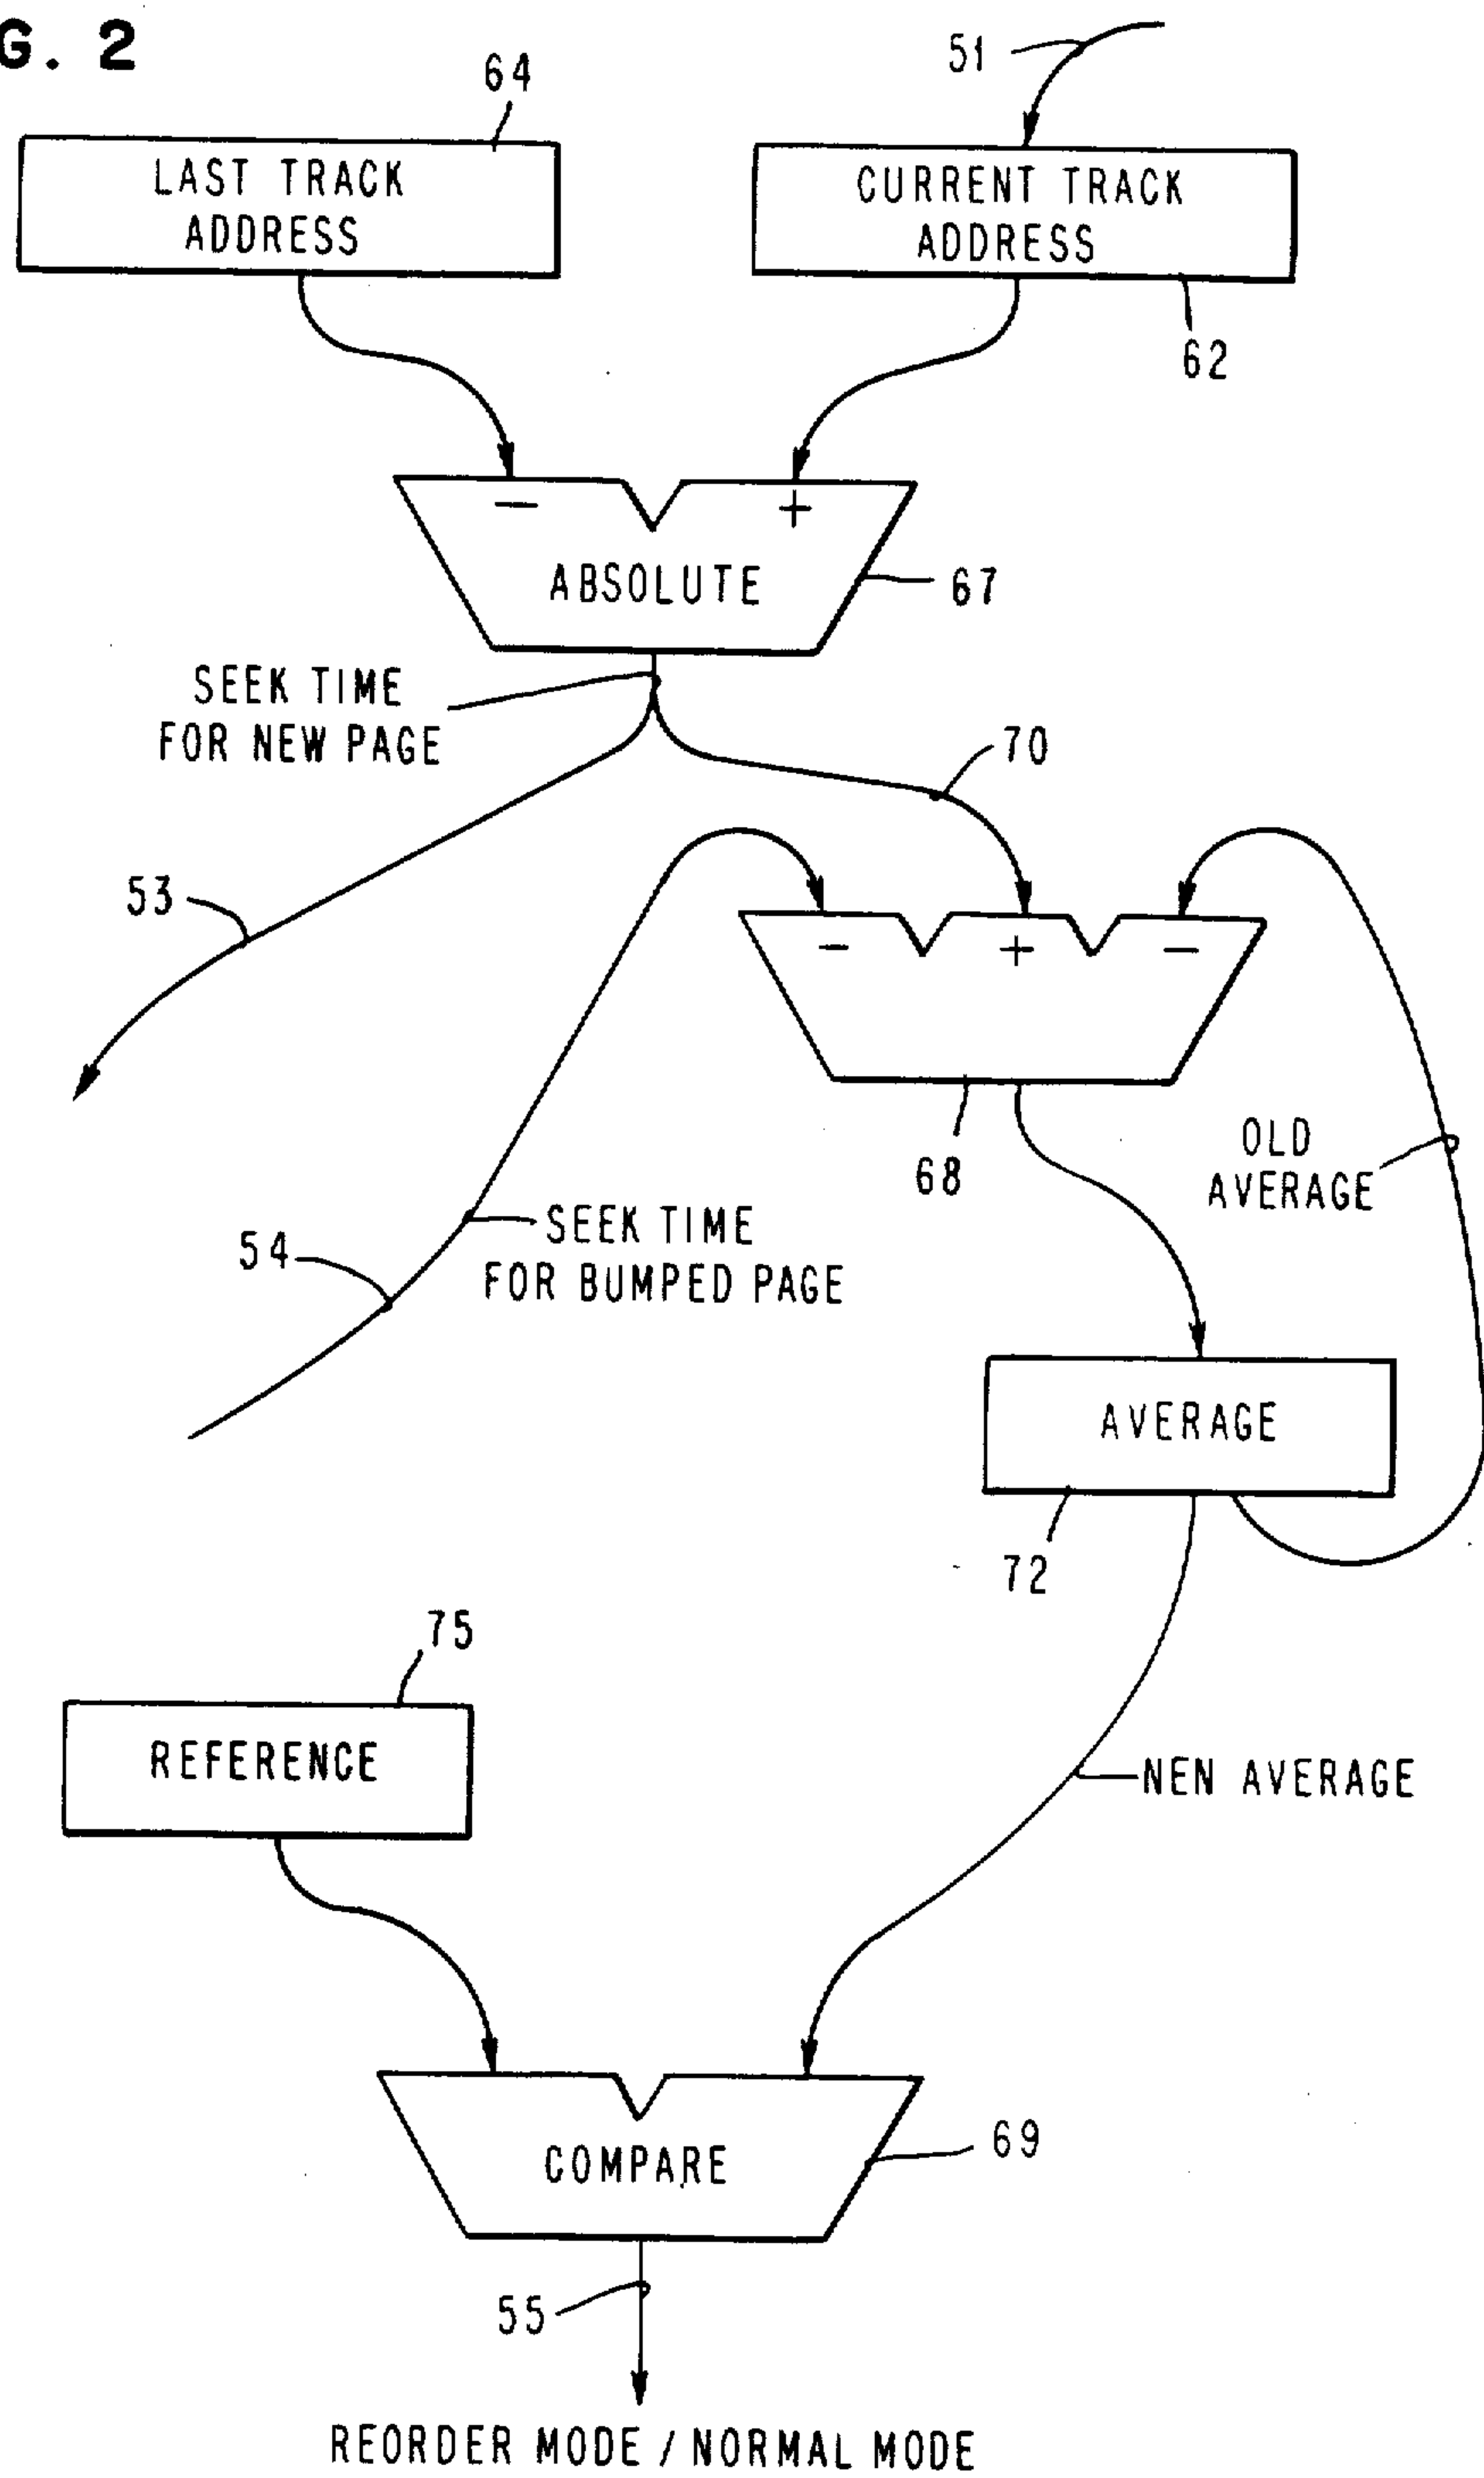 G. 2
64
51
LAST TRACK
ADDRESS
CURRENT TRACK
ADDRESS
62
− +
ABSOLUTE
67
SEEK TIME
FOR NEW PAGE
70
53
− + −
68
OLD
AVERAGE
54
SEEK TIME
FOR BUMPED PAGE
AVERAGE
72
75
REFERENCE
NEN AVERAGE
COMPARE
69
55
REORDER MODE / NORMAL MODE